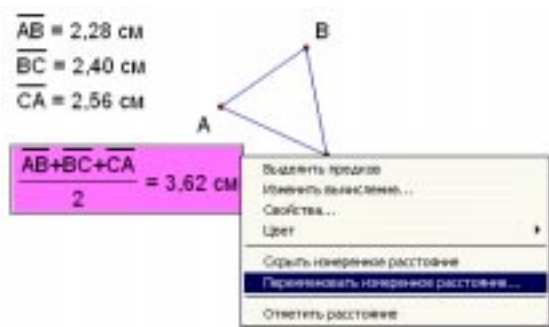 AB = 2,28 см
BC = 2,40 см
CA = 2,56 см
B
A
AB+BC+CA
2
= 3,62 см
Выделить предков
Изменить вычисление...
Свойства...
Цвет
Скрыть измеренное расстояние
Переименовать измеренное расстояние...
Отметить расстояние